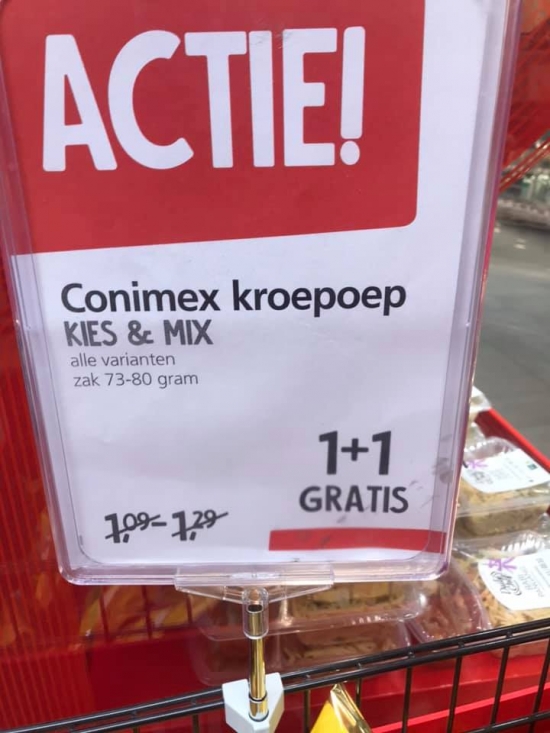 ACTIE!
Conimex kroepoep
KIES & MIX
alle varianten
zak 73-80 gram
1+1
GRATIS
1,09-1,29